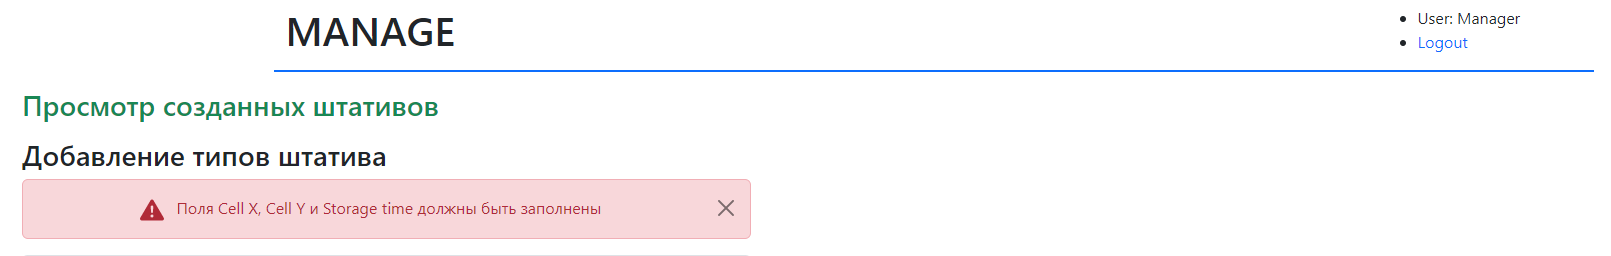 MANAGE
User: Manager
Logout
Просмотр созданных штативов
Добавление типов штатива
Поля Cell X, Cell Y и Storage time должны быть заполнены